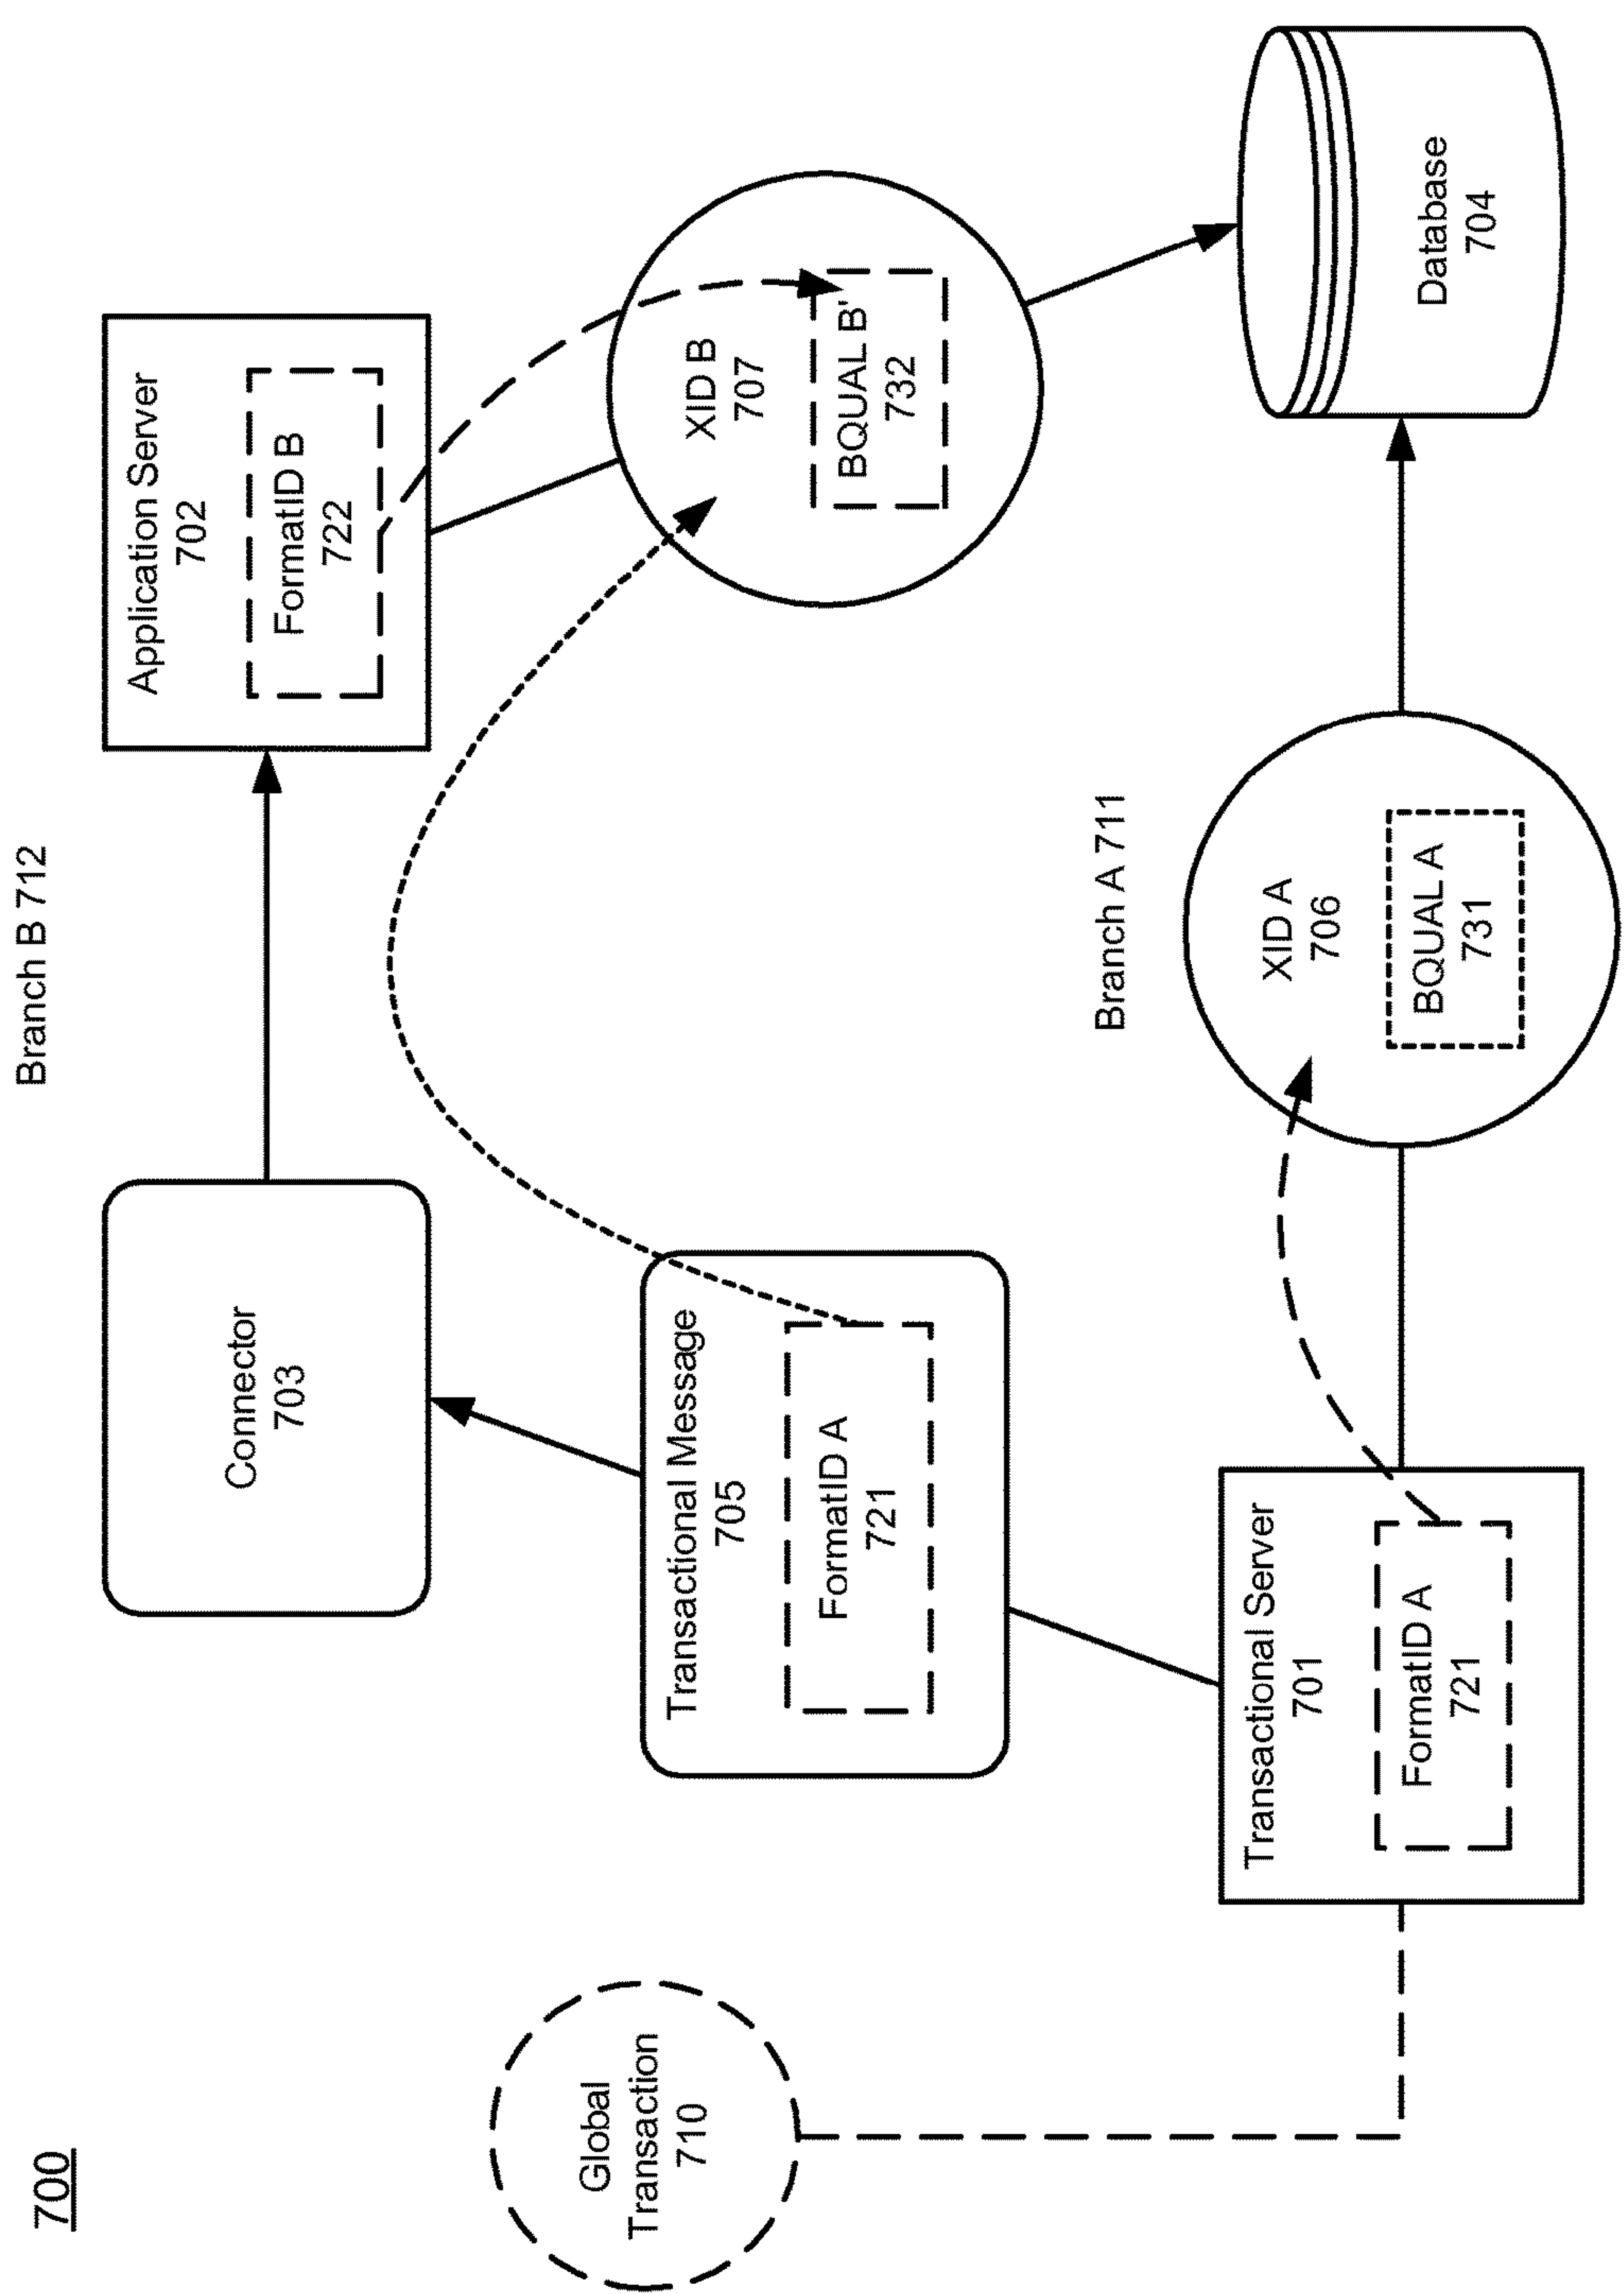 700
Branch B 712
Connector
703
Application Server
702
FormatID B
722
Global
Transaction
710
Transactional Message
705
FormatID A
721
XID B
707
BQUAL B'
732
Branch A 711
Transactional Server
701
FormatID A
721
XID A
706
BQUAL A
731
Database
704